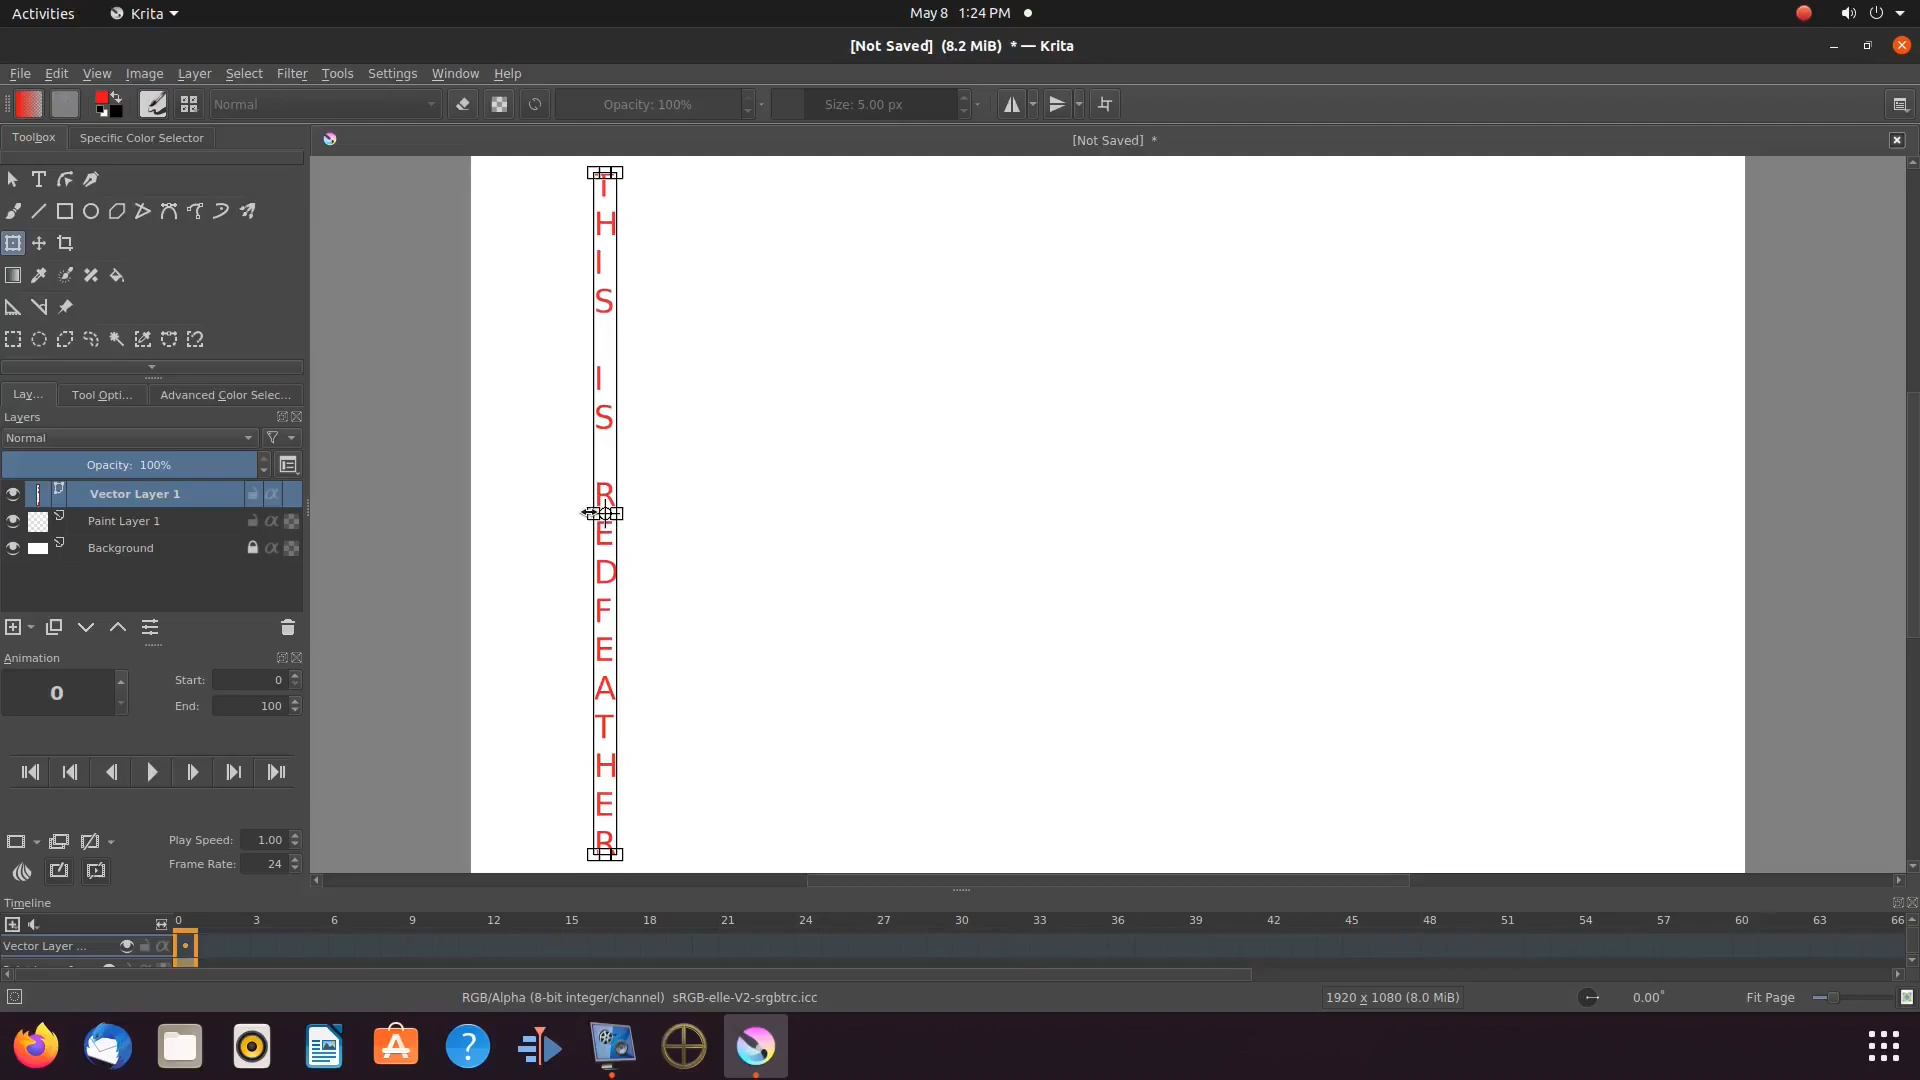 Activities
Krita
May 8 1:24 PM
[Not Saved] (8.2 MiB) * — Krita
File Edit View Image Layer Select Filter Tools Settings Window Help
Normal
Opacity: 100%
Size: 5.00 px
Toolbox
Specific Color Selector
[Not Saved] *
T
H
I
S
I
S
R
E
D
F
E
A
T
H
E
R
Lay...
Tool Opti...
Advanced Color Selec...
Layers
Normal
Opacity: 100%
Vector Layer 1
Paint Layer 1
Background
Animation
0
Start: 0
End: 100
Play Speed: 1.00
Frame Rate: 24
Timeline
0 3 6 9 12 15 18 21 24 27 30 33 36 39 42 45 48 51 54 57 60 63 66
Vector Layer ...
RGB/Alpha (8-bit integer/channel) sRGB-elle-V2-srgbtrc.icc
1920 x 1080 (8.0 MiB)
0.00°
Fit Page